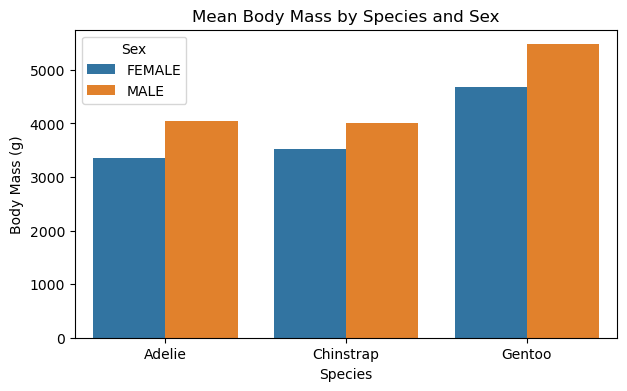 Mean Body Mass by Species and Sex
Sex
FEMALE
MALE
Body Mass (g)
5000
4000
3000
2000
1000
0
Adelie Chinstrap Gentoo
Species